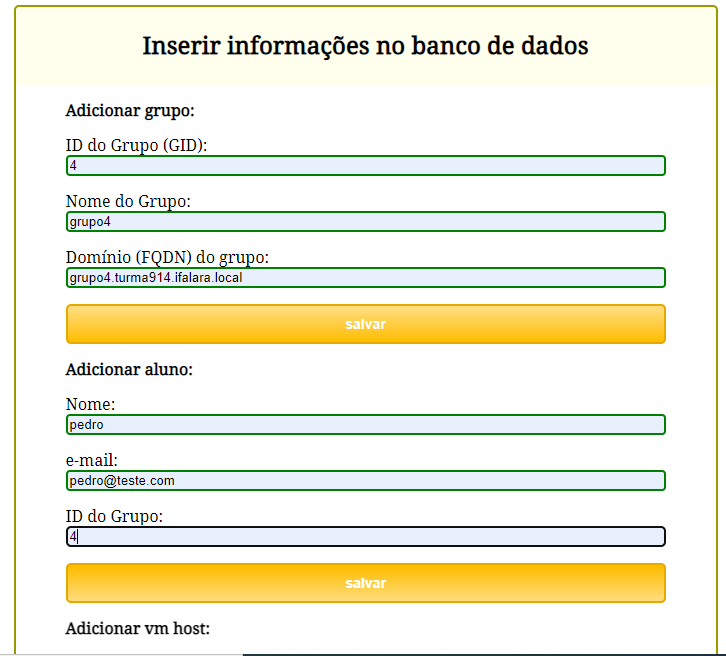 Inserir informações no banco de dados
Adicionar grupo:
ID do Grupo (GID):
4
Nome do Grupo:
grupo4
Domínio (FQDN) do grupo:
grupo4.turma914.ifalara.local
salvar
Adicionar aluno:
Nome:
pedro
e-mail:
pedro@teste.com
ID do Grupo:
4
salvar
Adicionar vm host: